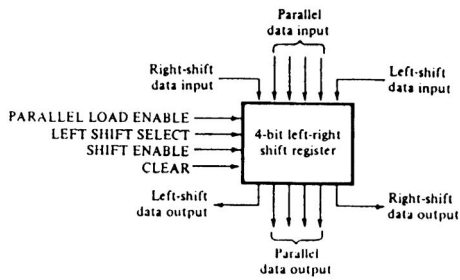 Parallel
data input
Right-shift
data input
Left-shift
data input
PARALLEL LOAD ENABLE
LEFT SHIFT SELECT
SHIFT ENABLE
CLEAR
4-bit left-right
shift register
Left-shift
data output
Right-shift
data output
Parallel
data output